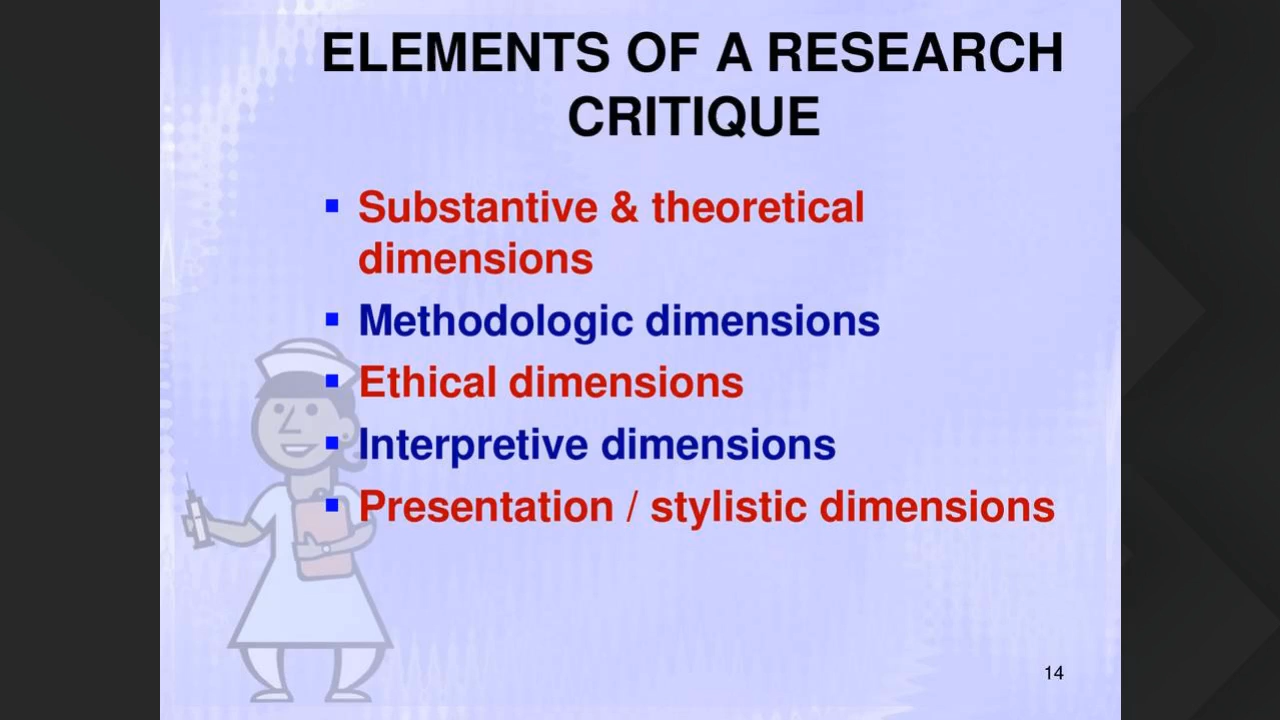 ELEMENTS OF A RESEARCH
CRITIQUE
▪ Substantive & theoretical
dimensions
▪ Methodologic dimensions
▪ Ethical dimensions
▪ Interpretive dimensions
▪ Presentation / stylistic dimensions
14